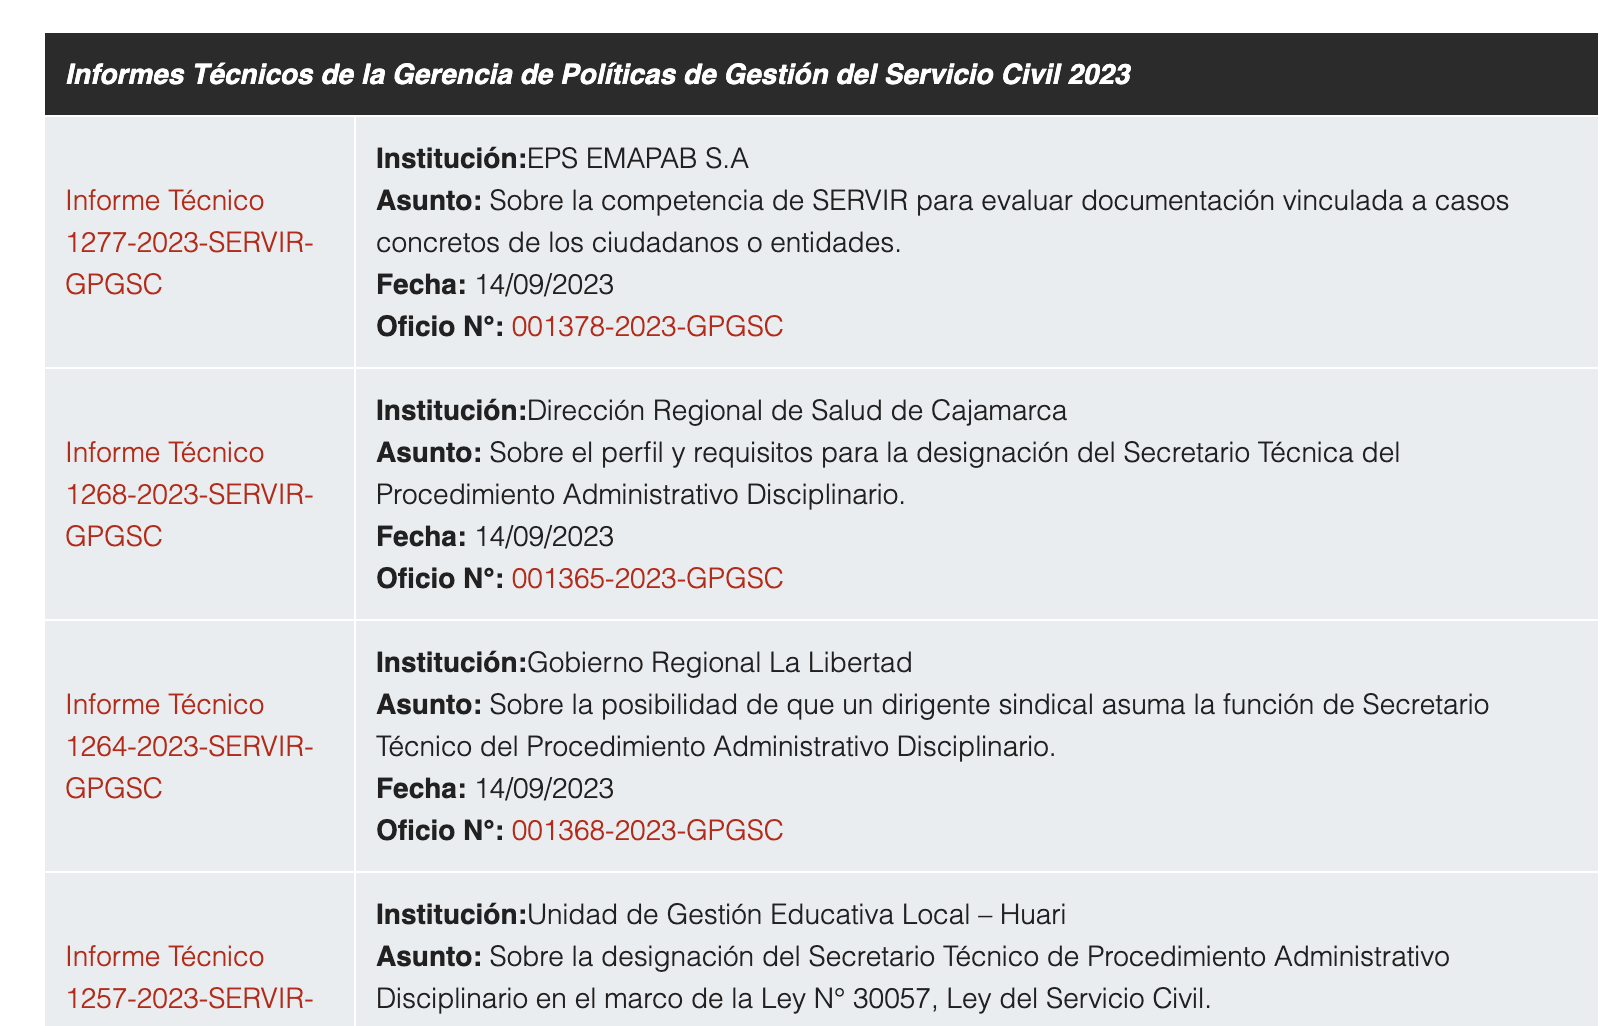 Informes Técnicos de la Gerencia de Políticas de Gestión del Servicio Civil 2023
Informe Técnico
1277-2023-SERVIR-
GPGSC
Institución:EPS EMAPAB S.A
Asunto: Sobre la competencia de SERVIR para evaluar documentación vinculada a casos
concretos de los ciudadanos o entidades.
Fecha: 14/09/2023
Oficio N°: 001378-2023-GPGSC
Informe Técnico
1268-2023-SERVIR-
GPGSC
Institución:Dirección Regional de Salud de Cajamarca
Asunto: Sobre el perfil y requisitos para la designación del Secretario Técnica del
Procedimiento Administrativo Disciplinario.
Fecha: 14/09/2023
Oficio N°: 001365-2023-GPGSC
Informe Técnico
1264-2023-SERVIR-
GPGSC
Institución:Gobierno Regional La Libertad
Asunto: Sobre la posibilidad de que un dirigente sindical asuma la función de Secretario
Técnico del Procedimiento Administrativo Disciplinario.
Fecha: 14/09/2023
Oficio N°: 001368-2023-GPGSC
Informe Técnico
1257-2023-SERVIR-
Institución:Unidad de Gestión Educativa Local – Huari
Asunto: Sobre la designación del Secretario Técnico de Procedimiento Administrativo
Disciplinario en el marco de la Ley N° 30057, Ley del Servicio Civil.